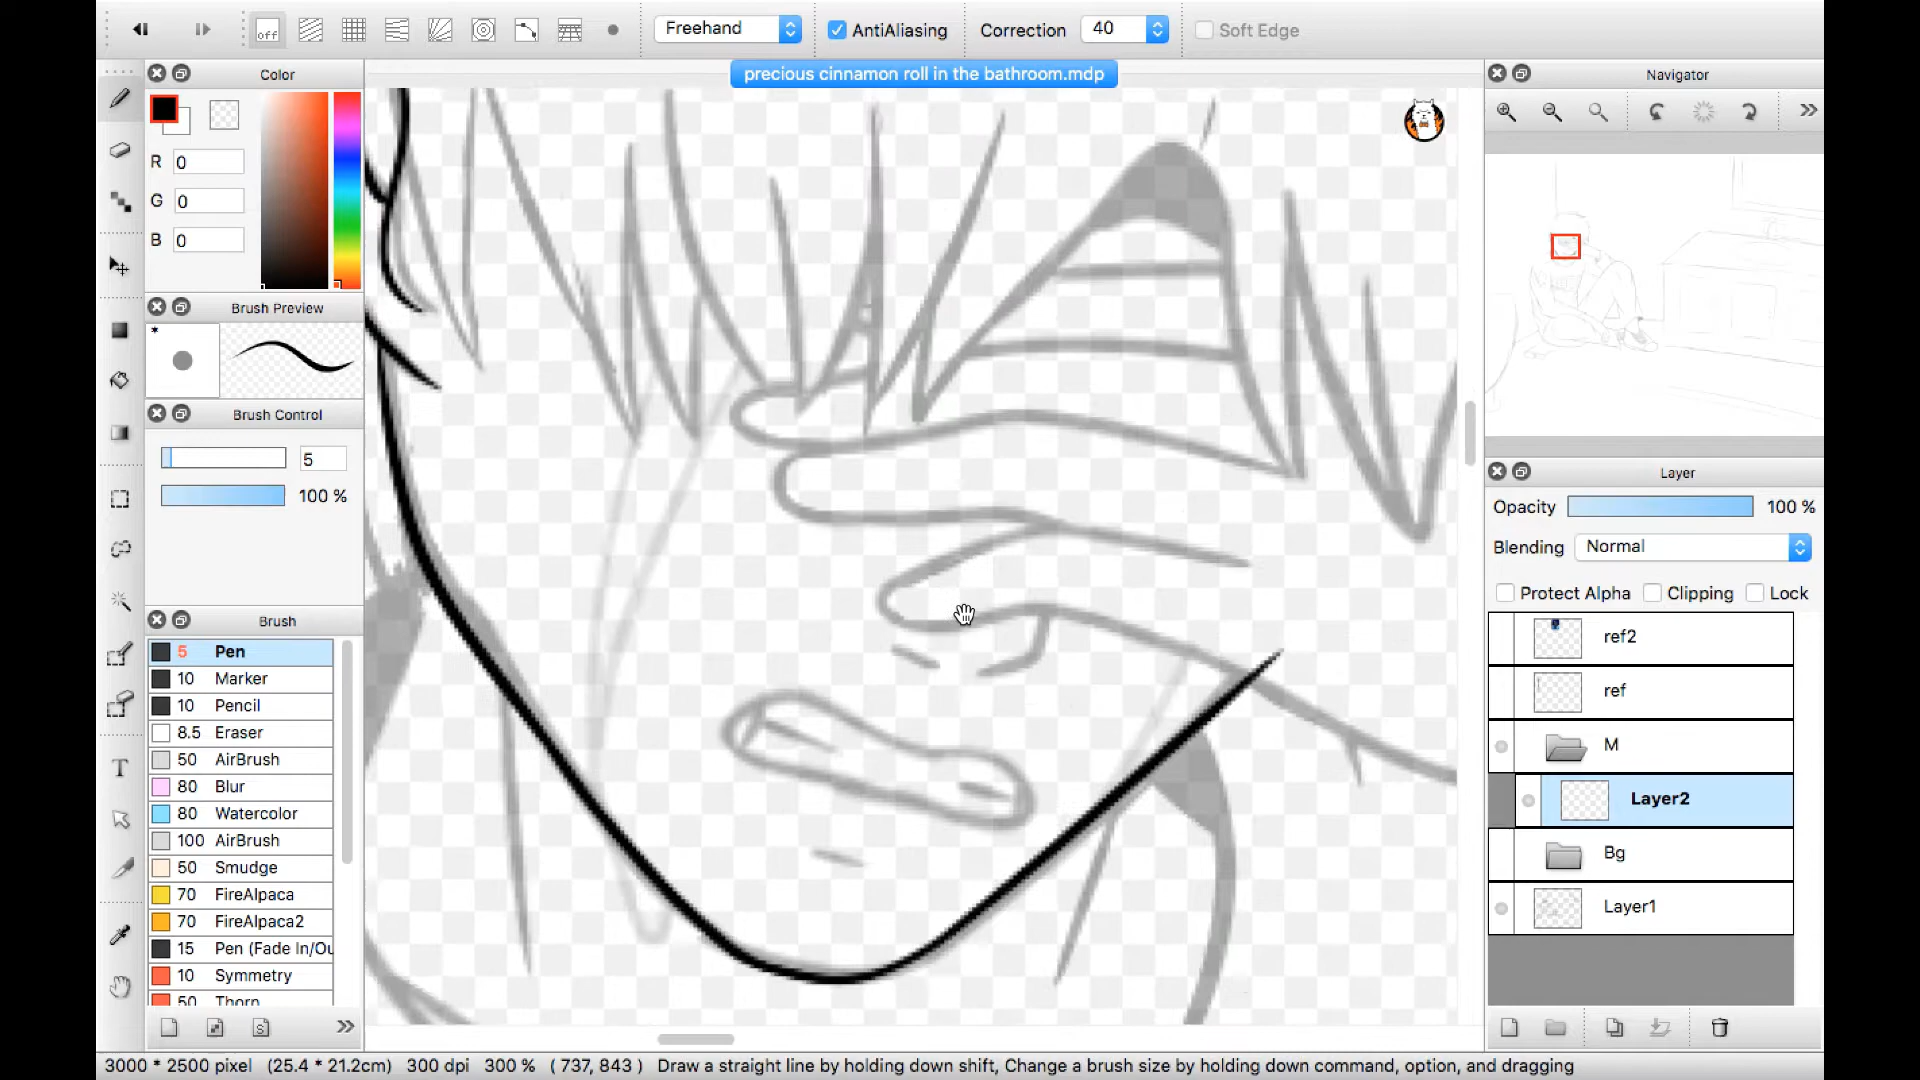 off
Freehand
AntiAliasing
Correction
40
Soft Edge
precious cinnamon roll in the bathroom.mdp
Color
R 0
G 0
B 0
Brush Preview
*
Brush Control
5
100 %
Brush
5 Pen
10 Marker
10 Pencil
8.5 Eraser
50 AirBrush
80 Blur
80 Watercolor
100 AirBrush
50 Smudge
70 FireAlpaca
70 FireAlpaca2
15 Pen (Fade In/Ou
10 Symmetry
50 Thorn
T
S
Navigator
Layer
Opacity 100 %
Blending Normal
Protect Alpha Clipping Lock
ref2
ref
M
Layer2
Bg
Layer1
3000 * 2500 pixel (25.4 * 21.2cm) 300 dpi 300 % ( 737, 843 ) Draw a straight line by holding down shift, Change a brush size by holding down command, option, and dragging